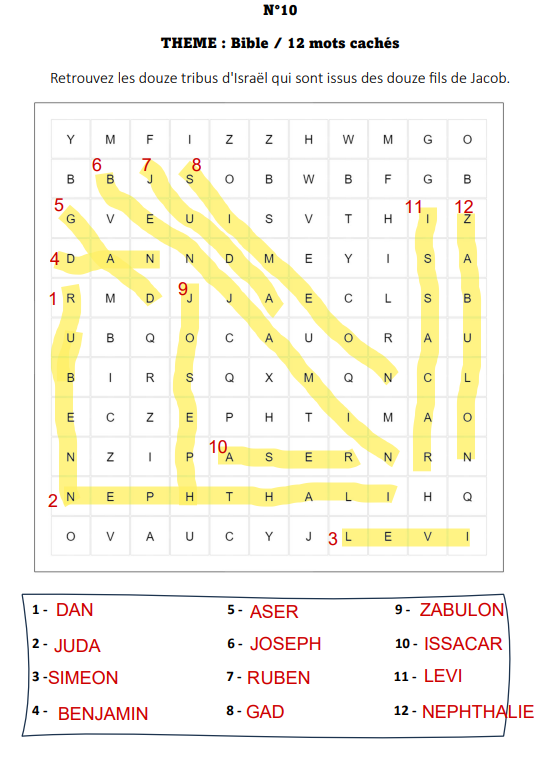 N°10
THEME : Bible / 12 mots cachés
Retrouvez les douze tribus d'Israël qui sont issus des douze fils de Jacob.
Y M F I Z Z H W M G O
6 7 8
B B J S O B W B F G B
5 11 12
G V E U I S V T H I Z
4 D A N N D M E Y I S A
9
1 R M D J J A E C L S B
U B Q O C A U O R A U
B I R S Q X M Q N C L
E C Z E P H T I M A O
10
N Z I P A S E R N R N
2 N E P H T H A L I H Q
O V A U C Y J 3 L E V I
1 - DAN 5 - ASER 9 - ZABULON
2 - JUDA 6 - JOSEPH 10 - ISSACAR
3 -SIMEON 7 - RUBEN 11 - LEVI
4 - BENJAMIN 8 - GAD 12 - NEPHTHALIE